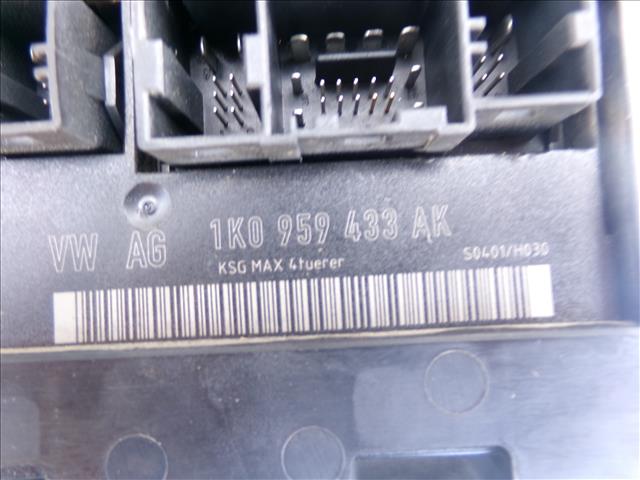 VW AG 1K0 959 433 AK
KSG MAX 4tuerer S0401/H030